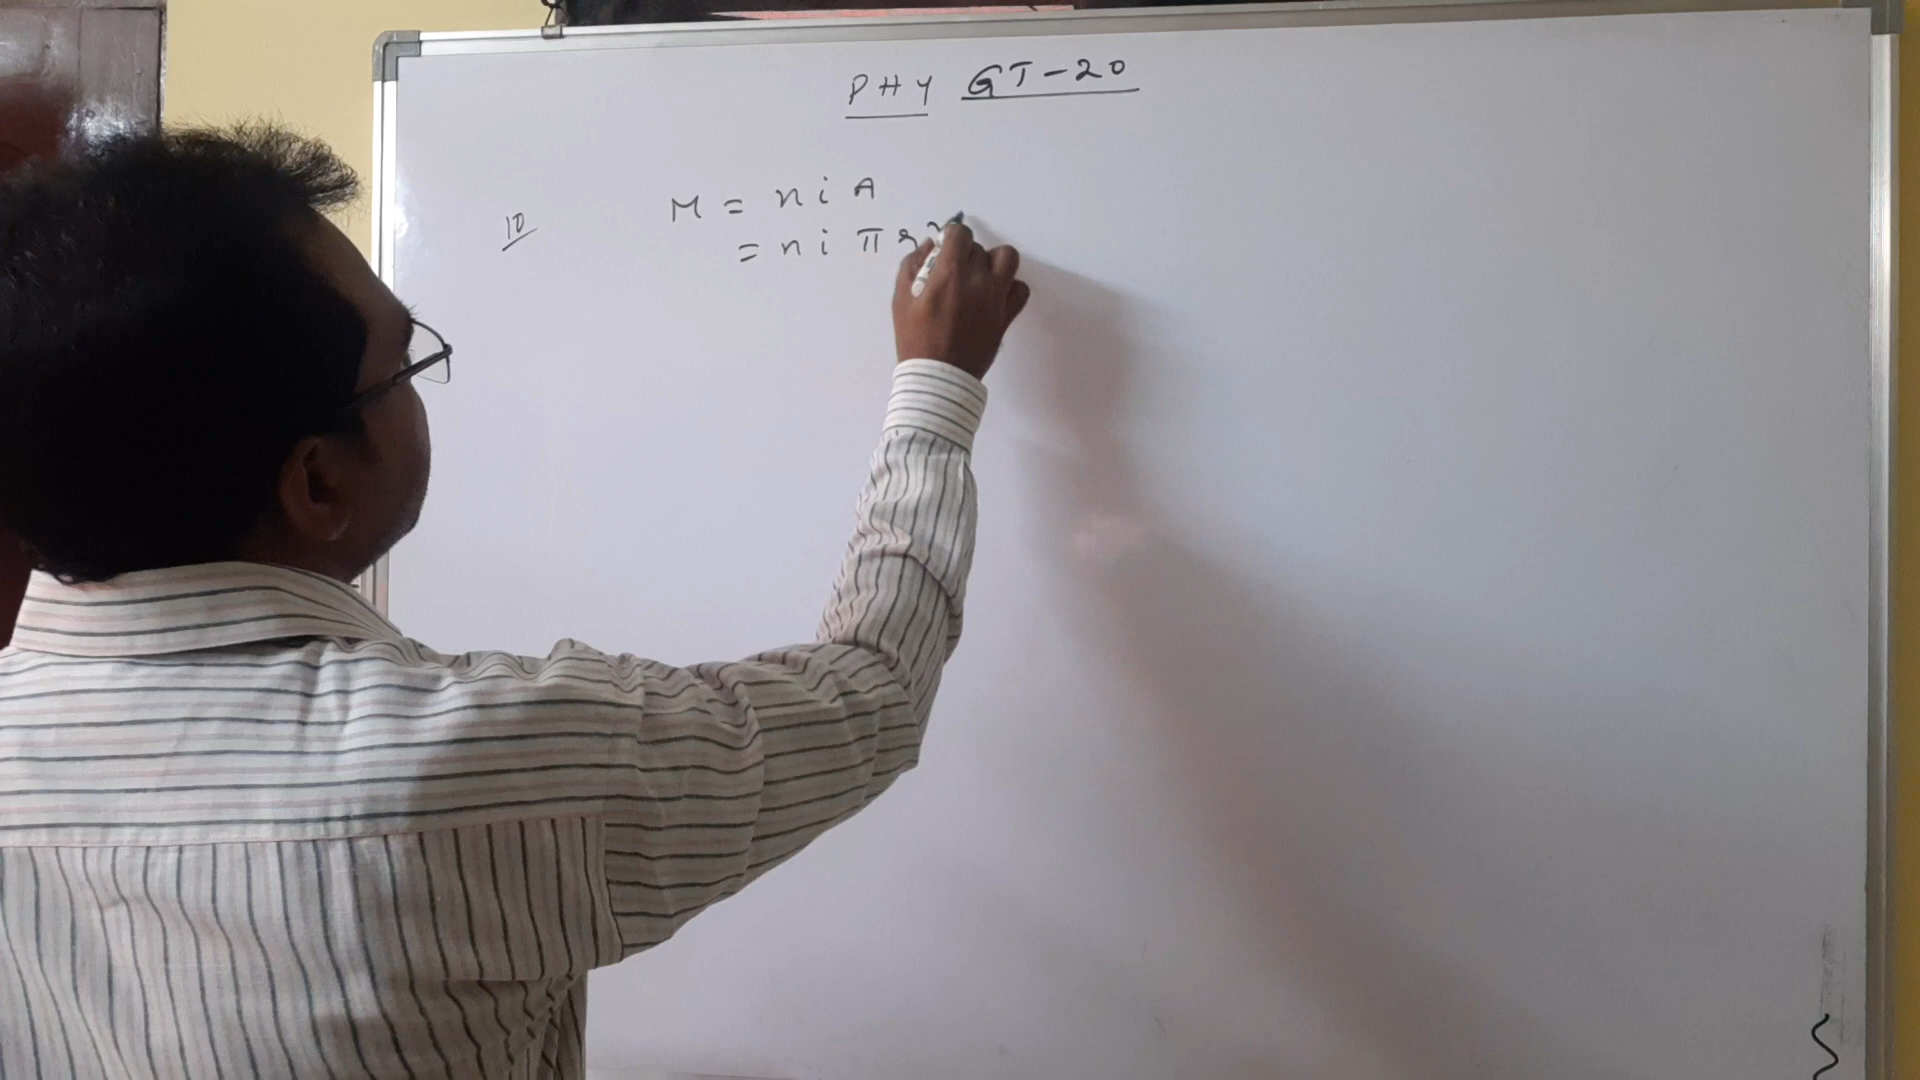 PHY GT-20
10 M = n i A
= n i π r²